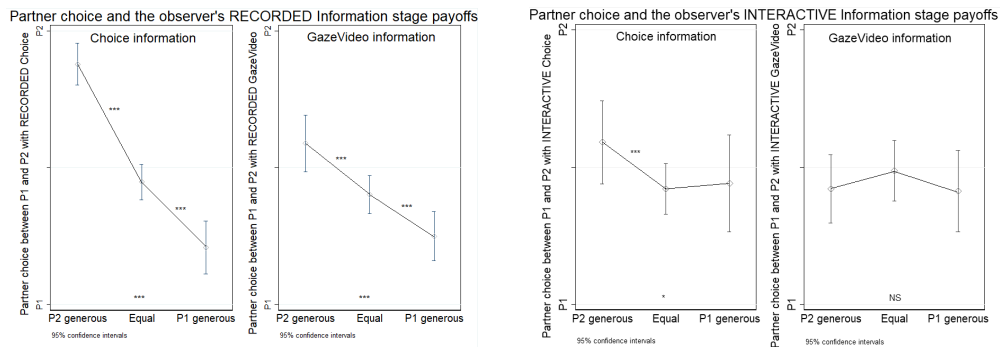 Partner choice and the observer's RECORDED Information stage payoffs
Partner choice between P1 and P2 with RECORDED Choice
P2
P1
Choice information
***
***
***
P2 generous Equal P1 generous
95% confidence intervals
Partner choice between P1 and P2 with RECORDED GazeVideo
P2
P1
GazeVideo information
***
***
***
P2 generous Equal P1 generous
95% confidence intervals
Partner choice and the observer's INTERACTIVE Information stage payoffs
Partner choice between P1 and P2 with INTERACTIVE Choice
P2
P1
Choice information
***
*
P2 generous Equal P1 generous
95% confidence intervals
Partner choice between P1 and P2 with INTERACTIVE GazeVideo
P2
P1
GazeVideo information
NS
P2 generous Equal P1 generous
95% confidence intervals